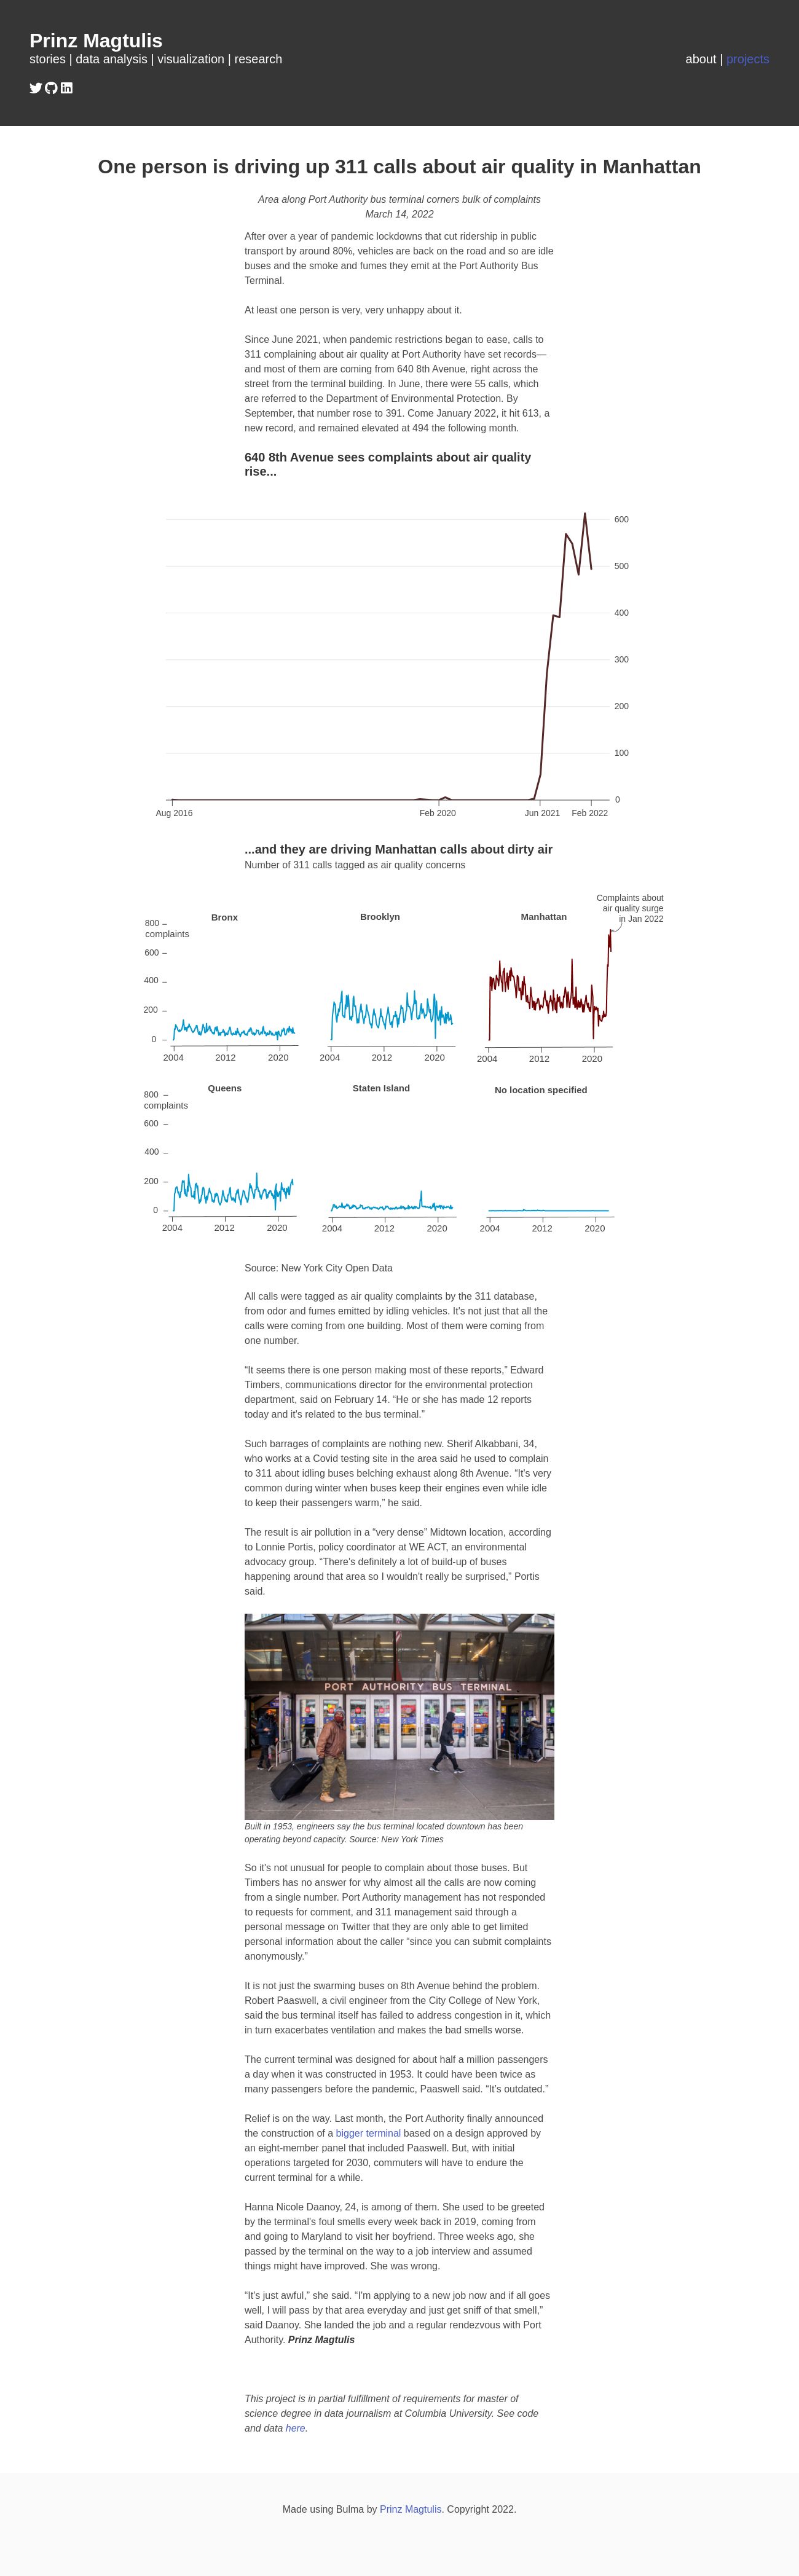 Prinz Magtulis
stories | data analysis | visualization | research
about | projects
One person is driving up 311 calls about air quality in Manhattan
Area along Port Authority bus terminal corners bulk of complaints
March 14, 2022
After over a year of pandemic lockdowns that cut ridership in public
transport by around 80%, vehicles are back on the road and so are idle
buses and the smoke and fumes they emit at the Port Authority Bus
Terminal.
At least one person is very, very unhappy about it.
Since June 2021, when pandemic restrictions began to ease, calls to
311 complaining about air quality at Port Authority have set records—
and most of them are coming from 640 8th Avenue, right across the
street from the terminal building. In June, there were 55 calls, which
are referred to the Department of Environmental Protection. By
September, that number rose to 391. Come January 2022, it hit 613, a
new record, and remained elevated at 494 the following month.
640 8th Avenue sees complaints about air quality
rise...
600
500
400
300
200
100
0
Aug 2016
Feb 2020
Jun 2021
Feb 2022
...and they are driving Manhattan calls about dirty air
Number of 311 calls tagged as air quality concerns
Complaints about
air quality surge
in Jan 2022
Bronx
Brooklyn
Manhattan
800
complaints
600
400
200
0
2004
2012
2020
2004
2012
2020
2004
2012
2020
Queens
Staten Island
No location specified
800
complaints
600
400
200
0
2004
2012
2020
2004
2012
2020
2004
2012
2020
Source: New York City Open Data
All calls were tagged as air quality complaints by the 311 database,
from odor and fumes emitted by idling vehicles. It's not just that all the
calls were coming from one building. Most of them were coming from
one number.
“It seems there is one person making most of these reports,” Edward
Timbers, communications director for the environmental protection
department, said on February 14. “He or she has made 12 reports
today and it's related to the bus terminal.”
Such barrages of complaints are nothing new. Sherif Alkabbani, 34,
who works at a Covid testing site in the area said he used to complain
to 311 about idling buses belching exhaust along 8th Avenue. “It's very
common during winter when buses keep their engines even while idle
to keep their passengers warm,” he said.
The result is air pollution in a “very dense” Midtown location, according
to Lonnie Portis, policy coordinator at WE ACT, an environmental
advocacy group. “There's definitely a lot of build-up of buses
happening around that area so I wouldn't really be surprised,” Portis
said.
PORT AUTHORITY BUS TERMINAL
Built in 1953, engineers say the bus terminal located downtown has been
operating beyond capacity. Source: New York Times
So it's not unusual for people to complain about those buses. But
Timbers has no answer for why almost all the calls are now coming
from a single number. Port Authority management has not responded
to requests for comment, and 311 management said through a
personal message on Twitter that they are only able to get limited
personal information about the caller “since you can submit complaints
anonymously.”
It is not just the swarming buses on 8th Avenue behind the problem.
Robert Paaswell, a civil engineer from the City College of New York,
said the bus terminal itself has failed to address congestion in it, which
in turn exacerbates ventilation and makes the bad smells worse.
The current terminal was designed for about half a million passengers
a day when it was constructed in 1953. It could have been twice as
many passengers before the pandemic, Paaswell said. “It's outdated.”
Relief is on the way. Last month, the Port Authority finally announced
the construction of a bigger terminal based on a design approved by
an eight-member panel that included Paaswell. But, with initial
operations targeted for 2030, commuters will have to endure the
current terminal for a while.
Hanna Nicole Daanoy, 24, is among of them. She used to be greeted
by the terminal's foul smells every week back in 2019, coming from
and going to Maryland to visit her boyfriend. Three weeks ago, she
passed by the terminal on the way to a job interview and assumed
things might have improved. She was wrong.
“It's just awful,” she said. “I'm applying to a new job now and if all goes
well, I will pass by that area everyday and just get sniff of that smell,”
said Daanoy. She landed the job and a regular rendezvous with Port
Authority. Prinz Magtulis
This project is in partial fulfillment of requirements for master of
science degree in data journalism at Columbia University. See code
and data here.
Made using Bulma by Prinz Magtulis. Copyright 2022.